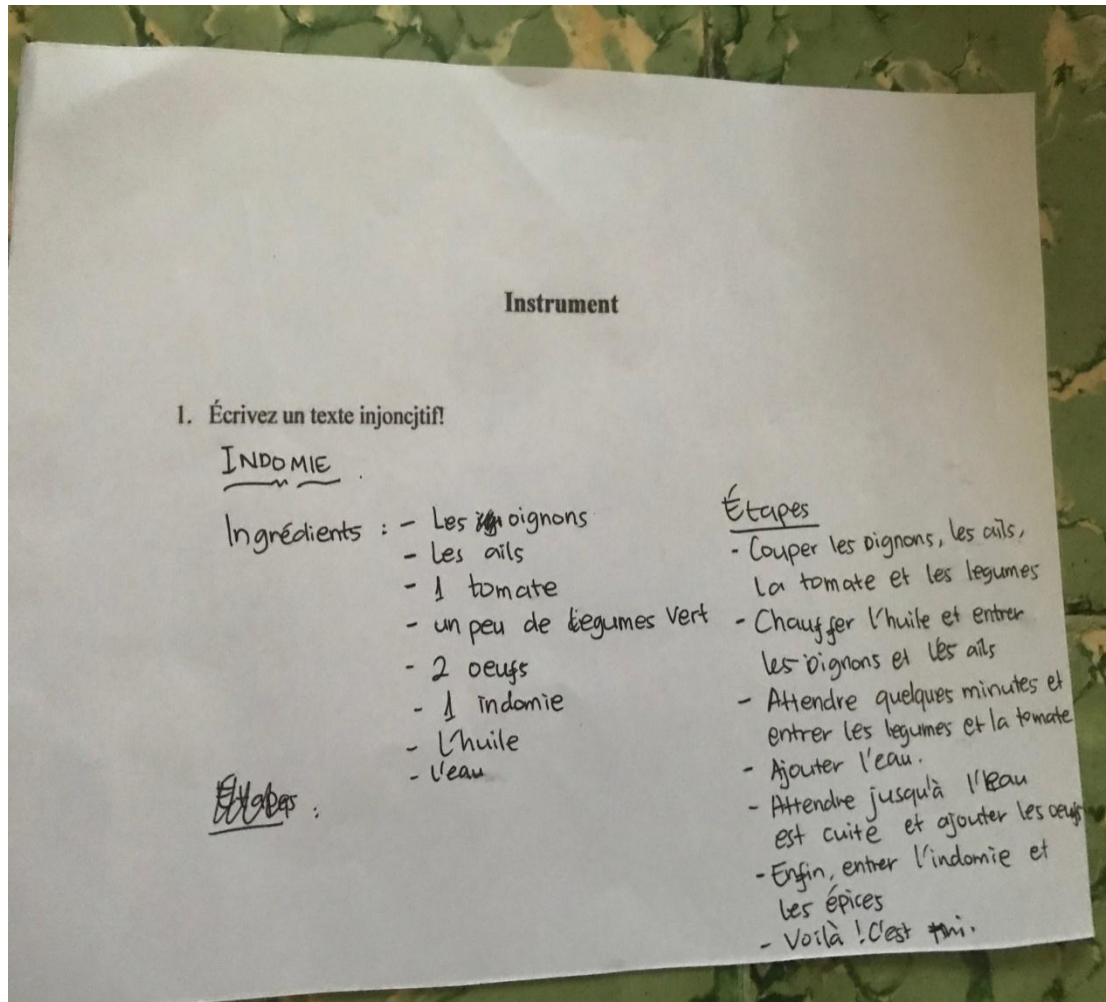 Instrument
1. Écrivez un texte injoncjtif!
INDOMIE
Ingrédients : - Les oignons
- Les ails
- 1 tomate
- un peu de legumes vert
- 2 oeufs
- 1 indomie
- L'huile
- L'eau
Étapes
- Couper les oignons, les ails,
la tomate et les legumes
- Chauffer l'huile et entrer
les oignons et les ails
- Attendre quelques minutes et
entrer les legumes et la tomate
- Ajouter l'eau.
- Attendre jusqu'à l'eau
est cuite et ajouter les oeufs
- Enfin, entrer l'indomie et
les épices
- Voilà ! C'est fini.